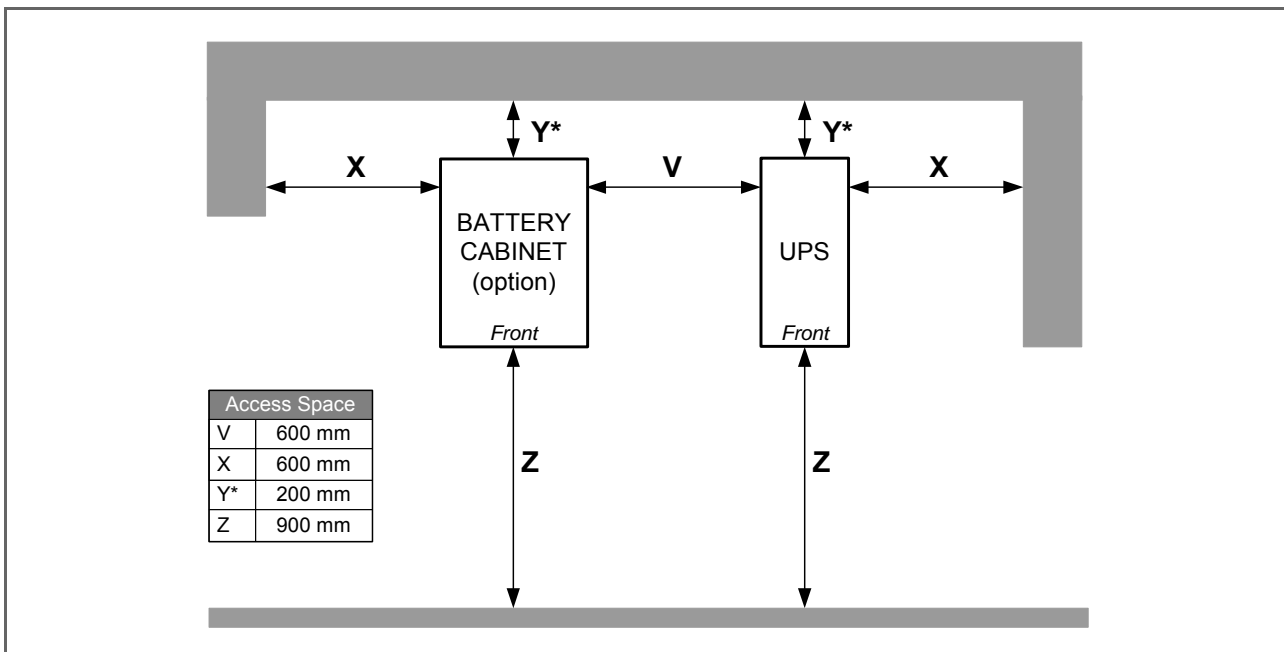 Y*
Y*
X
V
X
BATTERY
CABINET
(option)
Front
UPS
Front
Access Space
V 600 mm
X 600 mm
Y* 200 mm
Z 900 mm
Z
Z